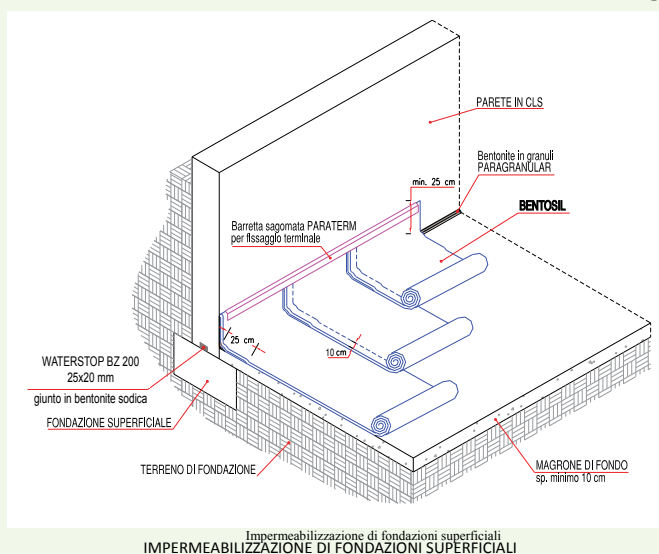 PARETE IN CLS
Bentonite in granuli
PARAGRANULAR
min. 25 cm
BENTOSIL
Barretta sagomata PARATERM
per fissaggio terminale
25 cm
10 cm
WATERSTOP BZ 200
25x20 mm
giunto in bentonite sodica
FONDAZIONE SUPERFICIALE
TERRENO DI FONDAZIONE
MAGRONE DI FONDO
sp. minimo 10 cm
Impermeabilizzazione di fondazioni superficiali
IMPERMEABILIZZAZIONE DI FONDAZIONI SUPERFICIALI